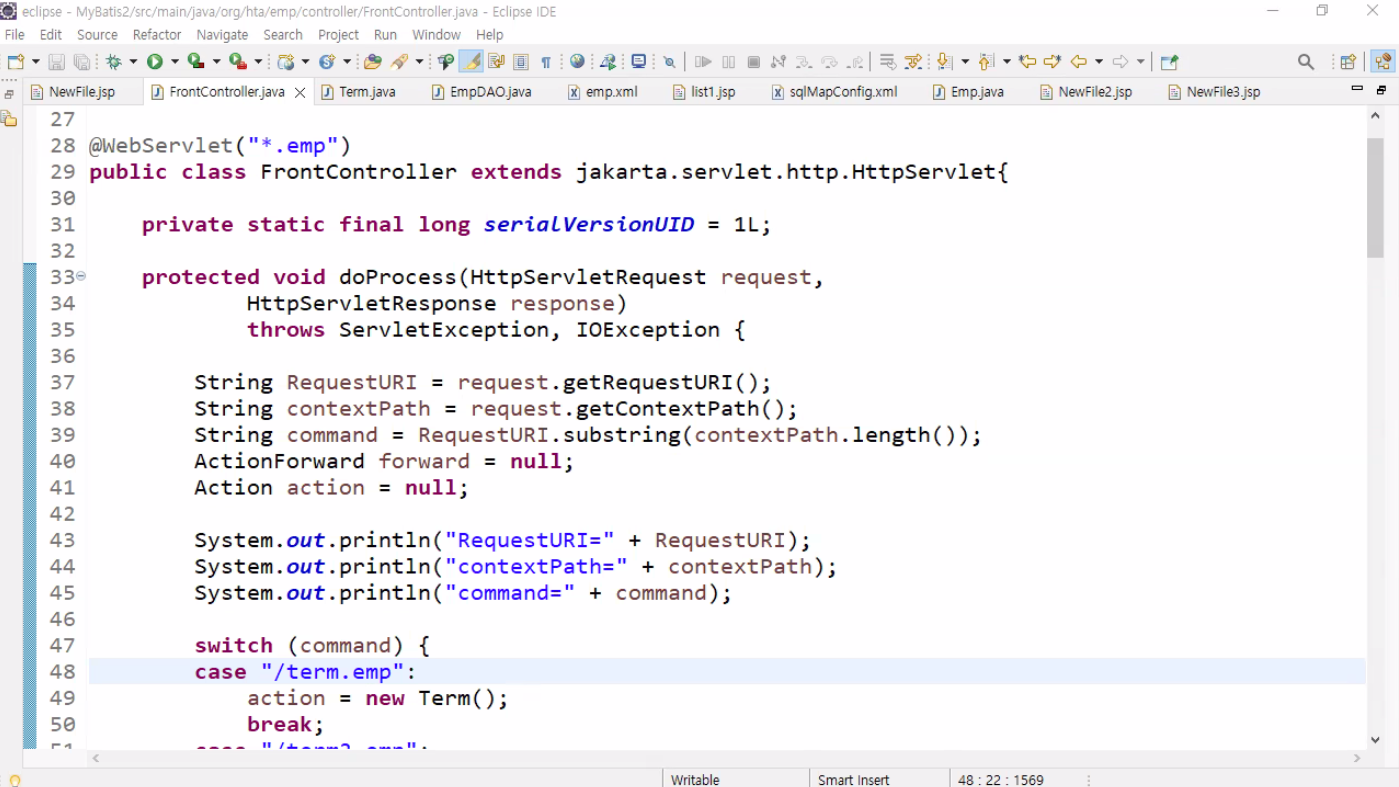 eclipse - MyBatis2/src/main/java/org/hta/emp/controller/FrontController.java - Eclipse IDE
File Edit Source Refactor Navigate Search Project Run Window Help
NewFile.jsp FrontController.java Term.java EmpDAO.java emp.xml list1.jsp sqlMapConfig.xml Emp.java NewFile2.jsp NewFile3.jsp
27
28 @WebServlet("*.emp")
29 public class FrontController extends jakarta.servlet.http.HttpServlet{
30
31 private static final long serialVersionUID = 1L;
32
33 protected void doProcess(HttpServletRequest request,
34 HttpServletResponse response)
35 throws ServletException, IOException {
36
37 String RequestURI = request.getRequestURI();
38 String contextPath = request.getContextPath();
39 String command = RequestURI.substring(contextPath.length());
40 ActionForward forward = null;
41 Action action = null;
42
43 System.out.println("RequestURI=" + RequestURI);
44 System.out.println("contextPath=" + contextPath);
45 System.out.println("command=" + command);
46
47 switch (command) {
48 case "/term.emp":
49 action = new Term();
50 break;
51 case "/term2.emp":
Writable Smart Insert 48 : 22 : 1569